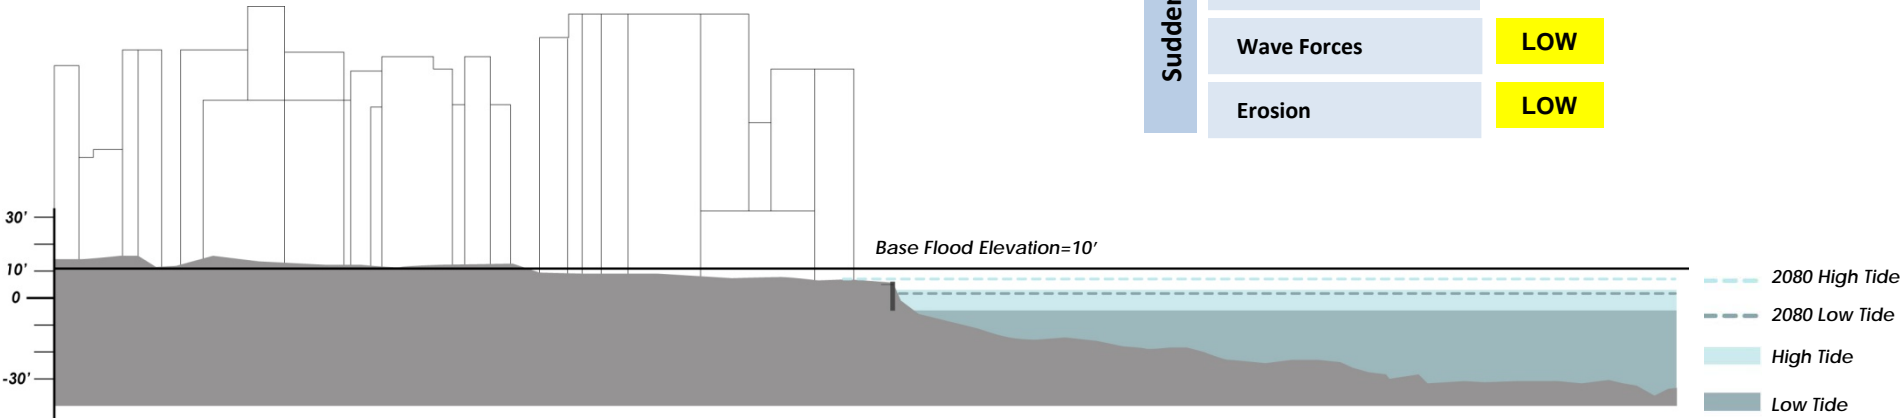 Wave Forces
LOW
Erosion
LOW
30'
10'
0
-30'
Base Flood Elevation=10'
2080 High Tide
2080 Low Tide
High Tide
Low Tide